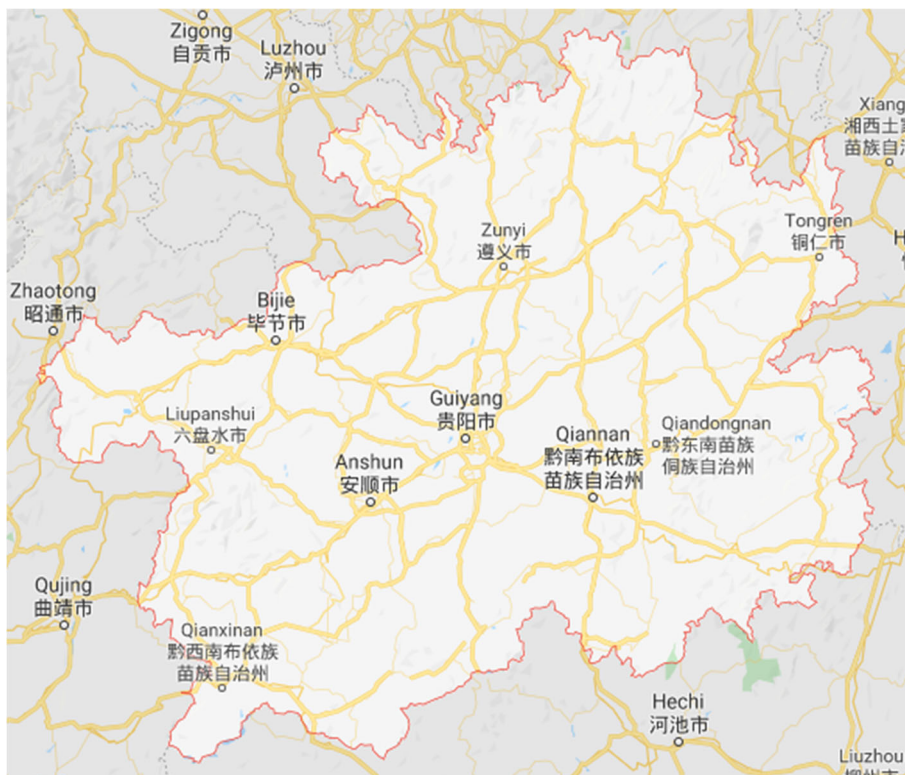 Zigong
自贡市
Luzhou
泸州市
Xiang
湘西土家
苗族自治
Tongren
铜仁市
Zunyi
遵义市
H
Zhaotong
昭通市
Bijie
毕节市
Guiyang
贵阳市
Liupanshui
六盘水市
Anshun
安顺市
Qiannan
黔南布依族
苗族自治州
Qiandongnan
黔东南苗族
侗族自治州
Qujing
曲靖市
Qianxinan
黔西南布依族
苗族自治州
Hechi
河池市
Liuzhou
柳州市